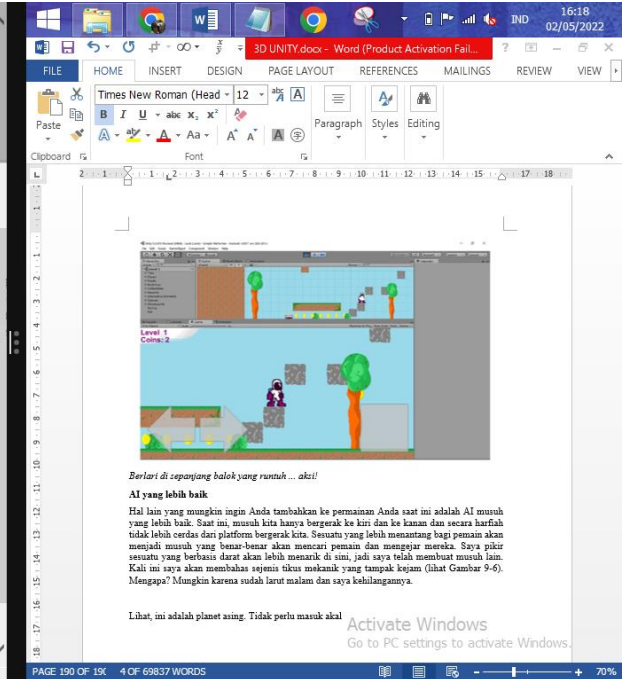 16:18
IND
02/05/2022
3D UNITY.docx - Word (Product Activation Fail...
FILE HOME INSERT DESIGN PAGE LAYOUT REFERENCES MAILINGS REVIEW VIEW
Times New Roman (Head 12
Paste
Paragraph Styles Editing
Clipboard Font
Level 1
Coins: 2
Berlari di sepanjang balok yang runtuh ... aksi!
AI yang lebih baik
Hal lain yang mungkin ingin Anda tambahkan ke permainan Anda saat ini adalah AI musuh
yang lebih baik. Saat ini, musuh kita hanya bergerak ke kiri dan ke kanan dan secara harfiah
tidak lebih cerdas dari platform bergerak kita. Sesuatu yang lebih menantang bagi pemain akan
menjadi musuh yang benar-benar akan mencari pemain dan mengejar mereka. Saya pikir
sesuatu yang berbasis darat akan lebih menarik di sini, jadi saya telah membuat musuh lain.
Kali ini saya akan membahas sejenis tikus mekanik yang tampak kejam (lihat Gambar 9-6).
Mengapa? Mungkin karena sudah larut malam dan saya kehilangannya.
Lihat, ini adalah planet asing. Tidak perlu masuk akal
Activate Windows
Go to PC settings to activate Windows.
PAGE 190 OF 19( 4 OF 69837 WORDS 70%